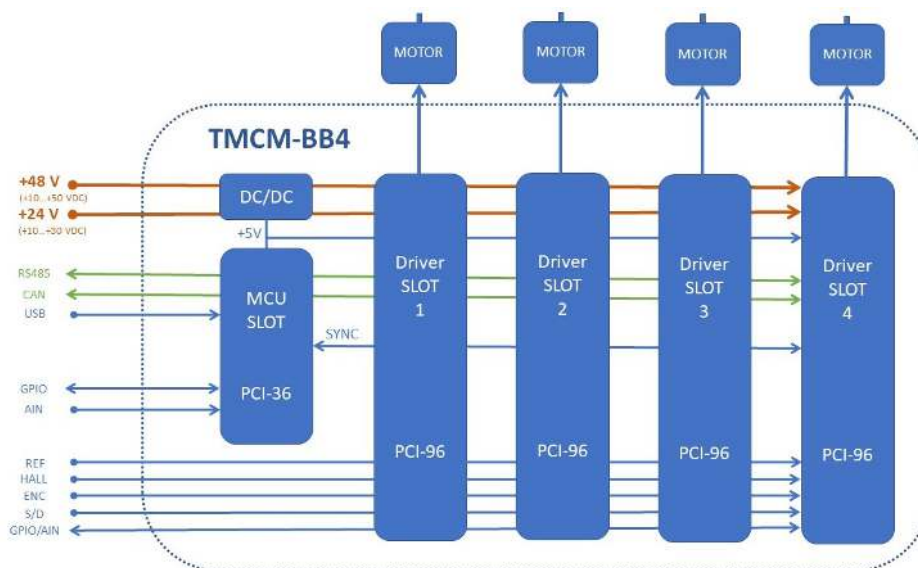 MOTOR
MOTOR
MOTOR
MOTOR
TMCM-BB4
+48 V
(+10...+50 VDC)
+24 V
(+10...+30 VDC)
DC/DC
+5V
RS485
CAN
USB
MCU
SLOT
Driver
SLOT
1
Driver
SLOT
2
Driver
SLOT
3
Driver
SLOT
4
SYNC
GPIO
AIN
PCI-36
REF
HALL
ENC
S/D
GPIO/AIN
PCI-96
PCI-96
PCI-96
PCI-96